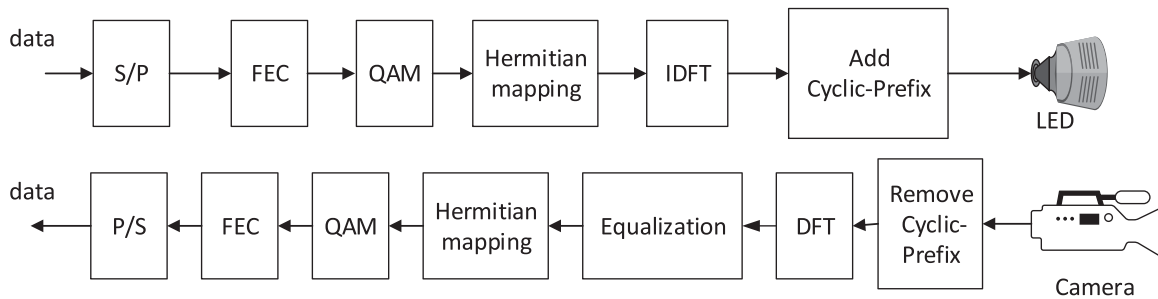 data
S/P
FEC
QAM
Hermitian
mapping
IDFT
Add
Cyclic-Prefix
LED
data
P/S
FEC
QAM
Hermitian
mapping
Equalization
DFT
Remove
Cyclic-
Prefix
Camera